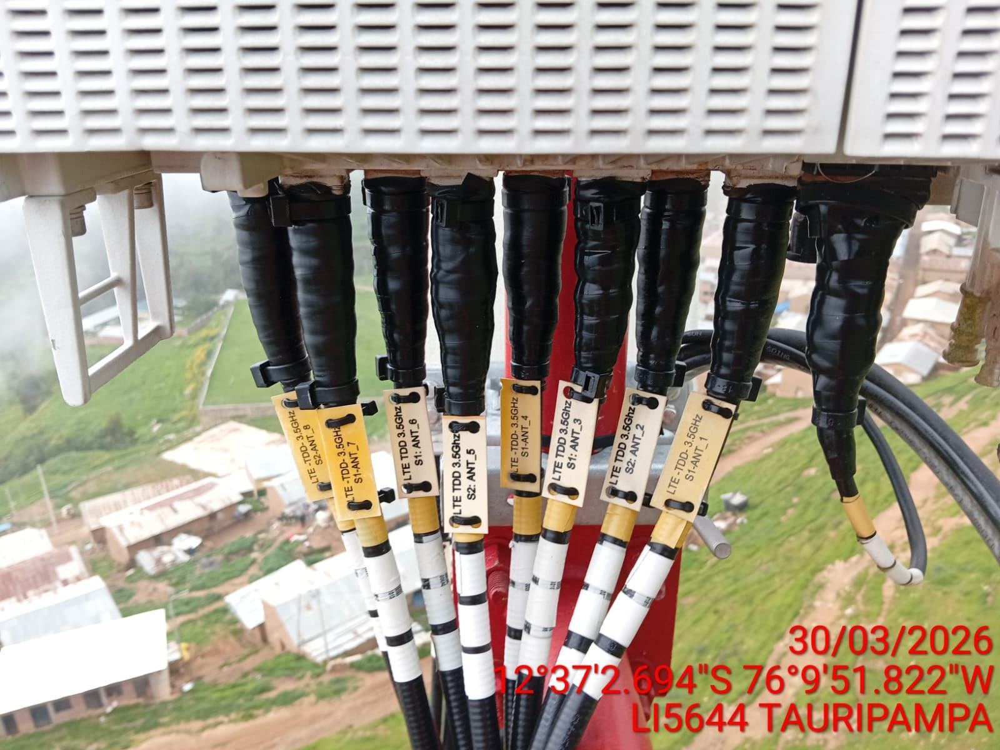 LTE -TDD- 3.5GHz
S2-ANT_8
LTE -TDD- 3.5GHz
S1-ANT_7
LTE TDD 3.5Ghz
S1: ANT_6
LTE TDD 3.5Ghz
S2: ANT_5
LTE -TDD- 3.5GHz
S1-ANT_4
LTE TDD 3.5Ghz
S1: ANT_3
LTE TDD 3.5Ghz
S2: ANT_2
LTE -TDD- 3.5GHz
S1-ANT_1
30/03/2026
12°37'2.694"S 76°9'51.822"W
LI5644 TAURIPAMPA